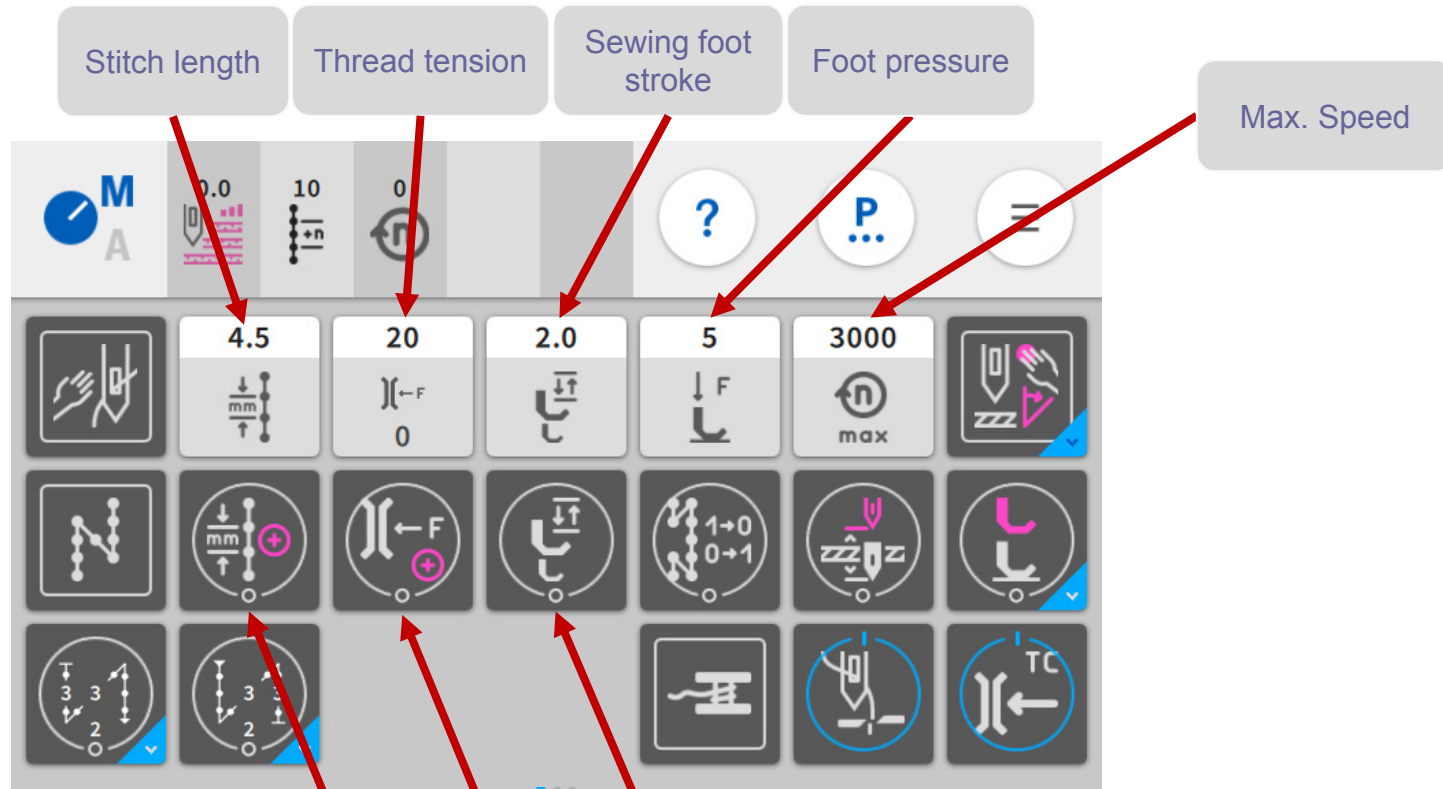 Stitch length
Thread tension
Sewing foot
stroke
Foot pressure
Max. Speed
M
A
0.0
10
0
+n
n
?
P
4.5
20
2.0
5
3000
mm
F
0
F
n
max
mm
F
1→0
0→1
3 3
2
3 3
2
TC